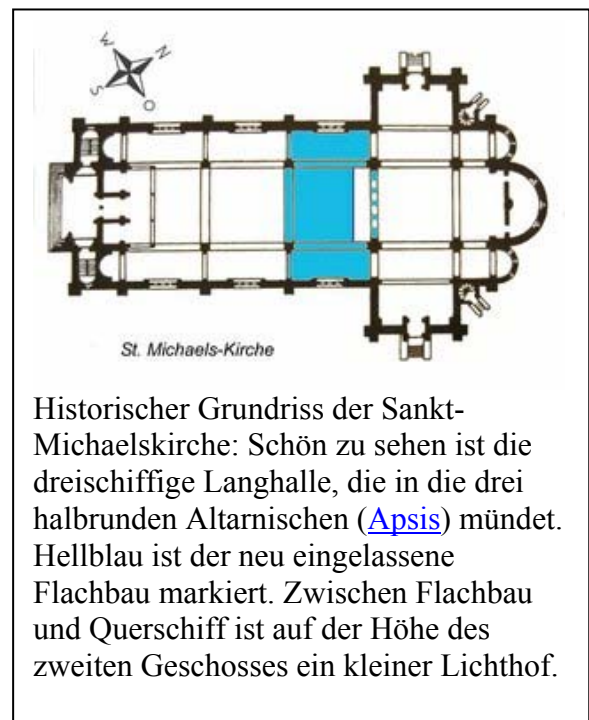 W
N
S
O
St. Michaels-Kirche
Historischer Grundriss der Sankt-
Michaelskirche: Schön zu sehen ist die
dreischiffige Langhalle, die in die drei
halbrunden Altarnischen (Apsis) mündet.
Hellblau ist der neu eingelassene
Flachbau markiert. Zwischen Flachbau
und Querschiff ist auf der Höhe des
zweiten Geschosses ein kleiner Lichthof.